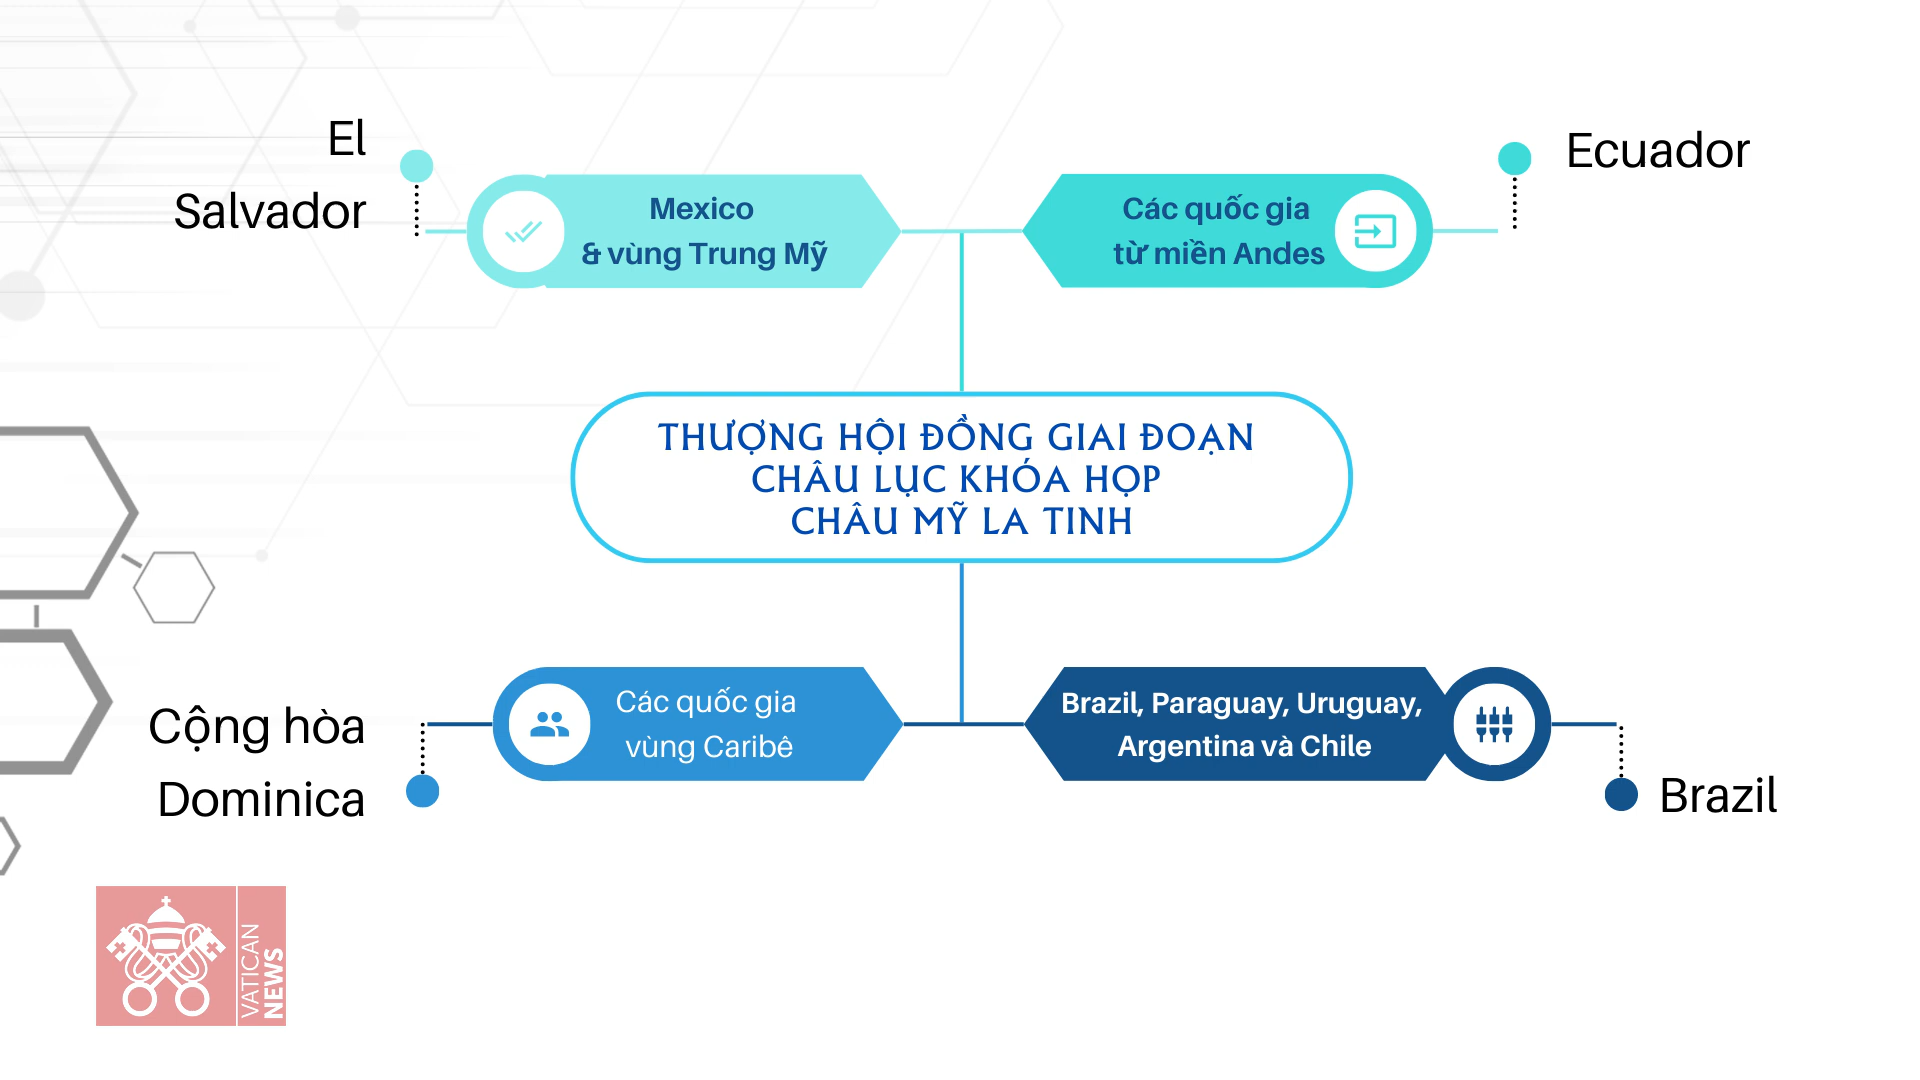 El
Salvador
Mexico
& vùng Trung Mỹ
Các quốc gia
từ miền Andes
Ecuador
THƯỢNG HỘI ĐỒNG GIAI ĐOẠN
CHÂU LỤC KHÓA HỌP
CHÂU MỸ LA TINH
Cộng hòa
Dominica
Các quốc gia
vùng Caribê
Brazil, Paraguay, Uruguay,
Argentina và Chile
Brazil
VATICAN
NEWS